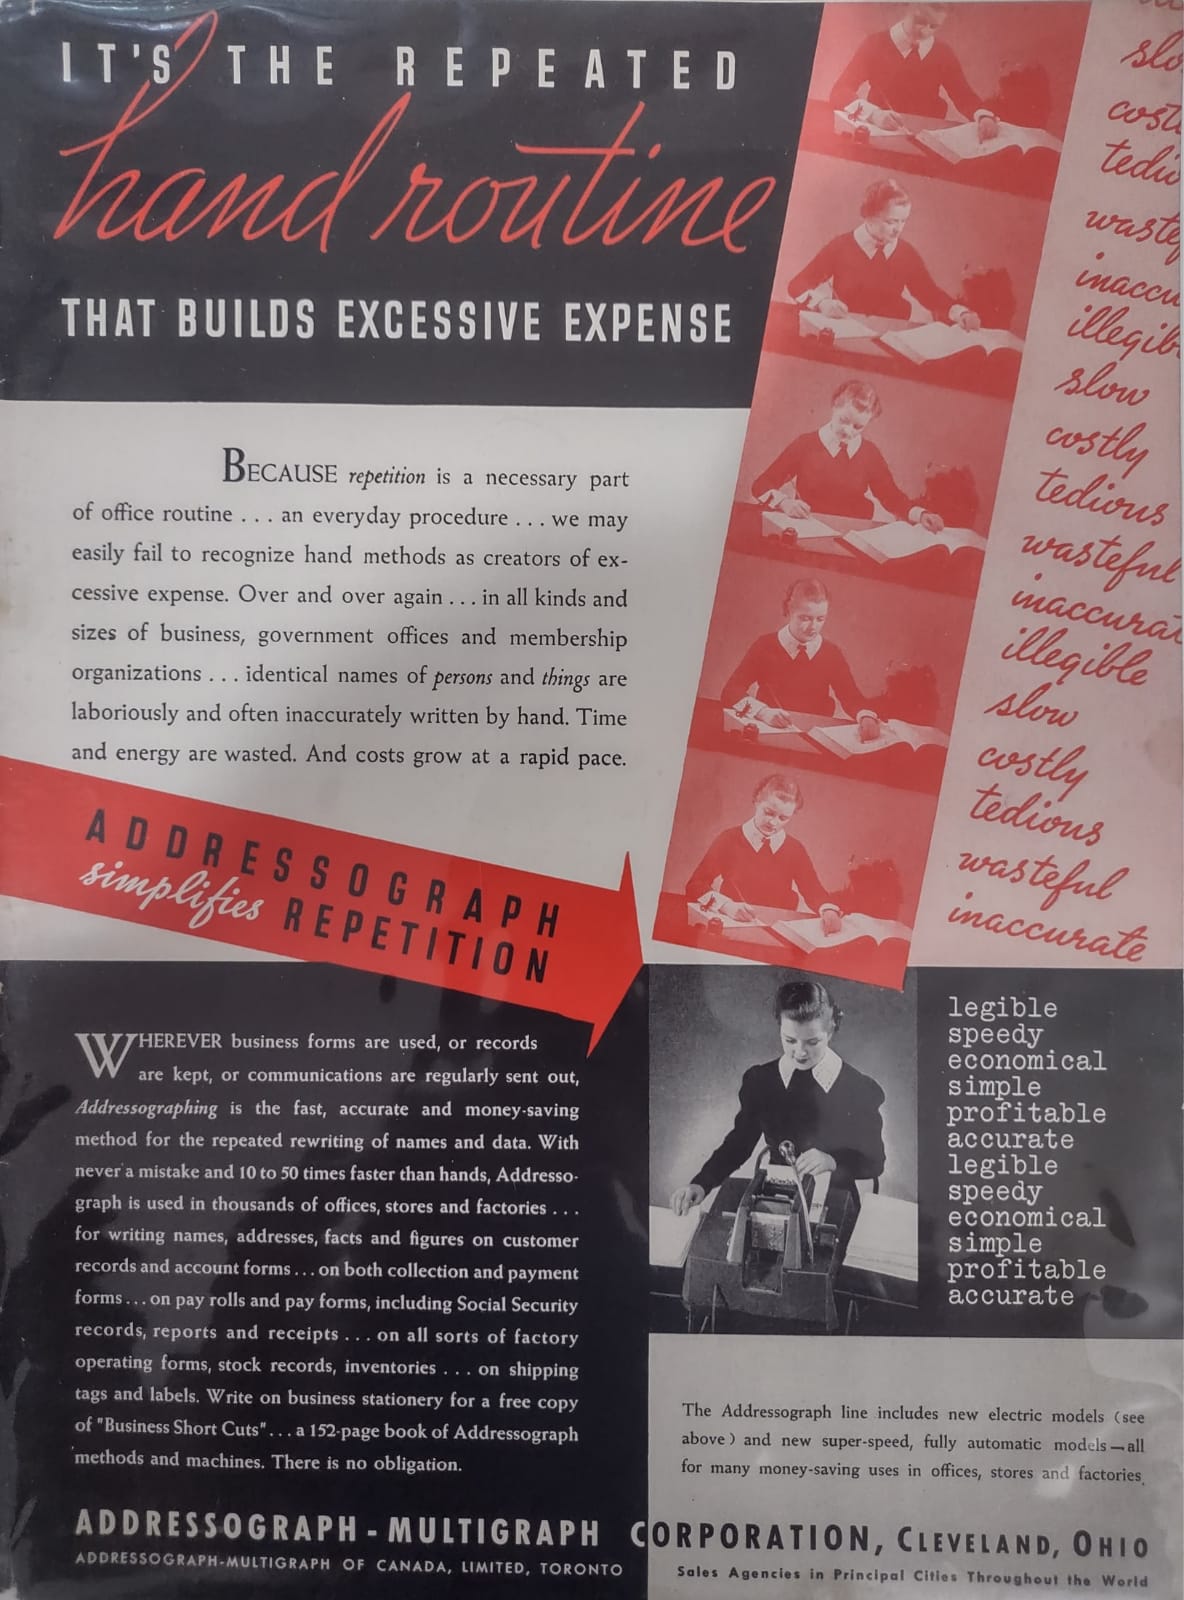 IT'S THE REPEATED
hand routine
THAT BUILDS EXCESSIVE EXPENSE
BECAUSE repetition is a necessary part
of office routine . . . an everyday procedure . . . we may
easily fail to recognize hand methods as creators of ex-
cessive expense. Over and over again . . . in all kinds and
sizes of business, government offices and membership
organizations . . . identical names of persons and things are
laboriously and often inaccurately written by hand. Time
and energy are wasted. And costs grow at a rapid pace.
slow
costly
tedious
wasteful
inaccurate
illegible
slow
costly
tedious
wasteful
inaccurate
ADDRESSOGRAPH
simplifies REPETITION
WHEREVER business forms are used, or records
are kept, or communications are regularly sent out,
Addressographing is the fast, accurate and money-saving
method for the repeated rewriting of names and data. With
never a mistake and 10 to 50 times faster than hands, Addresso-
graph is used in thousands of offices, stores and factories . . .
for writing names, addresses, facts and figures on customer
records and account forms . . . on both collection and payment
forms . . . on pay rolls and pay forms, including Social Security
records, reports and receipts . . . on all sorts of factory
operating forms, stock records, inventories . . . on shipping
tags and labels. Write on business stationery for a free copy
of "Business Short Cuts" . . . a 152-page book of Addressograph
methods and machines. There is no obligation.
legible
speedy
economical
simple
profitable
accurate
legible
speedy
economical
simple
profitable
accurate
The Addressograph line includes new electric models (see
above) and new super-speed, fully automatic models—all
for many money-saving uses in offices, stores and factories.
ADDRESSOGRAPH - MULTIGRAPH CORPORATION, CLEVELAND, OHIO
ADDRESSOGRAPH-MULTIGRAPH OF CANADA, LIMITED, TORONTO
Sales Agencies in Principal Cities Throughout the World